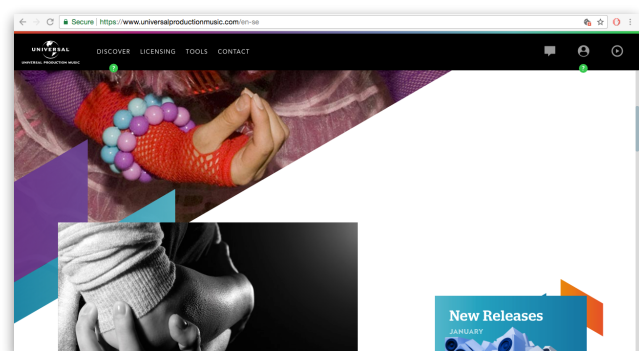 Secure | https://www.universalproductionmusic.com/en-se
UNIVERSAL
UNIVERSAL PRODUCTION MUSIC
DISCOVER LICENSING TOOLS CONTACT
New Releases
JANUARY